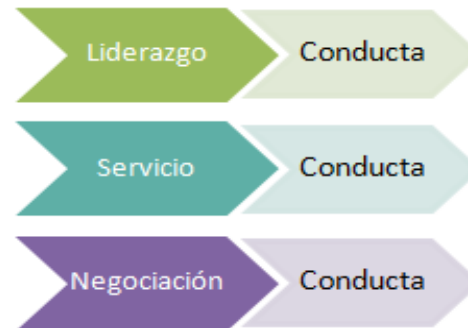 Liderazgo Conducta
Servicio Conducta
Negociación Conducta